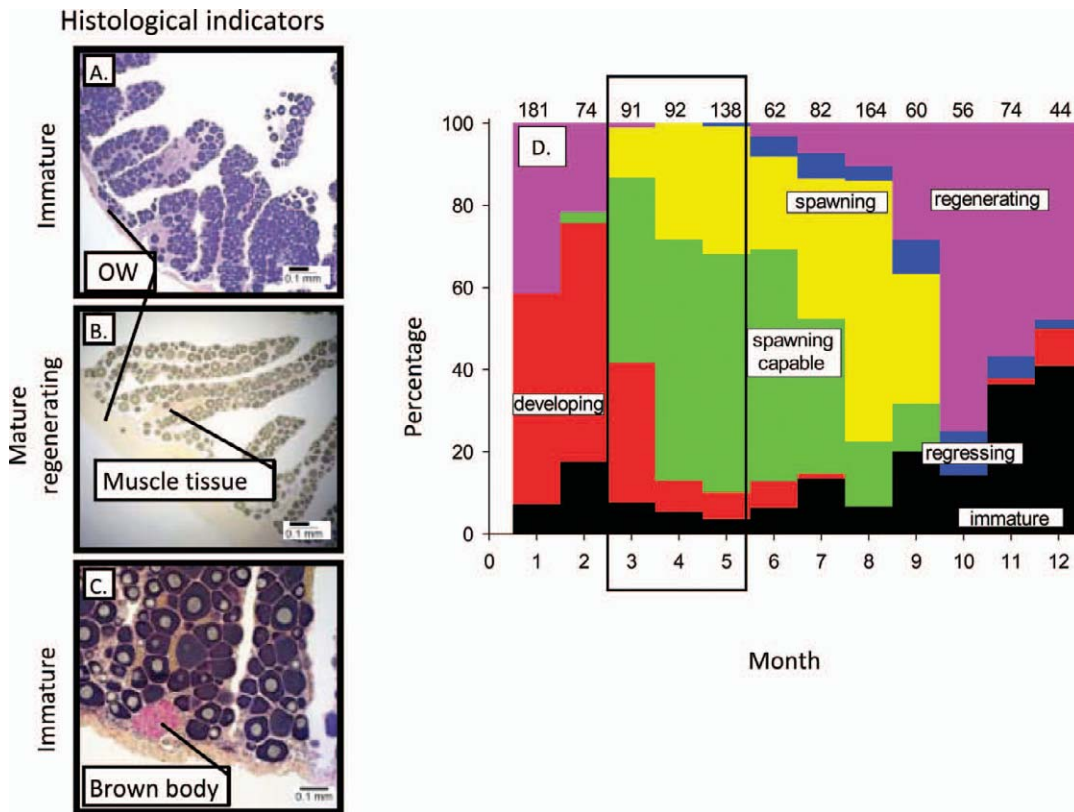 Histological indicators
A.
Immature
OW
0.1 mm
B.
Mature
regenerating
Muscle tissue
0.1 mm
C.
Immature
Brown body
0.1 mm
181 74 91 92 138 62 82 164 60 56 74 44
D.
100
80
60
40
20
0
Percentage
spawning
regenerating
spawning
capable
developing
regressing
immature
0 1 2 3 4 5 6 7 8 9 10 11 12
Month